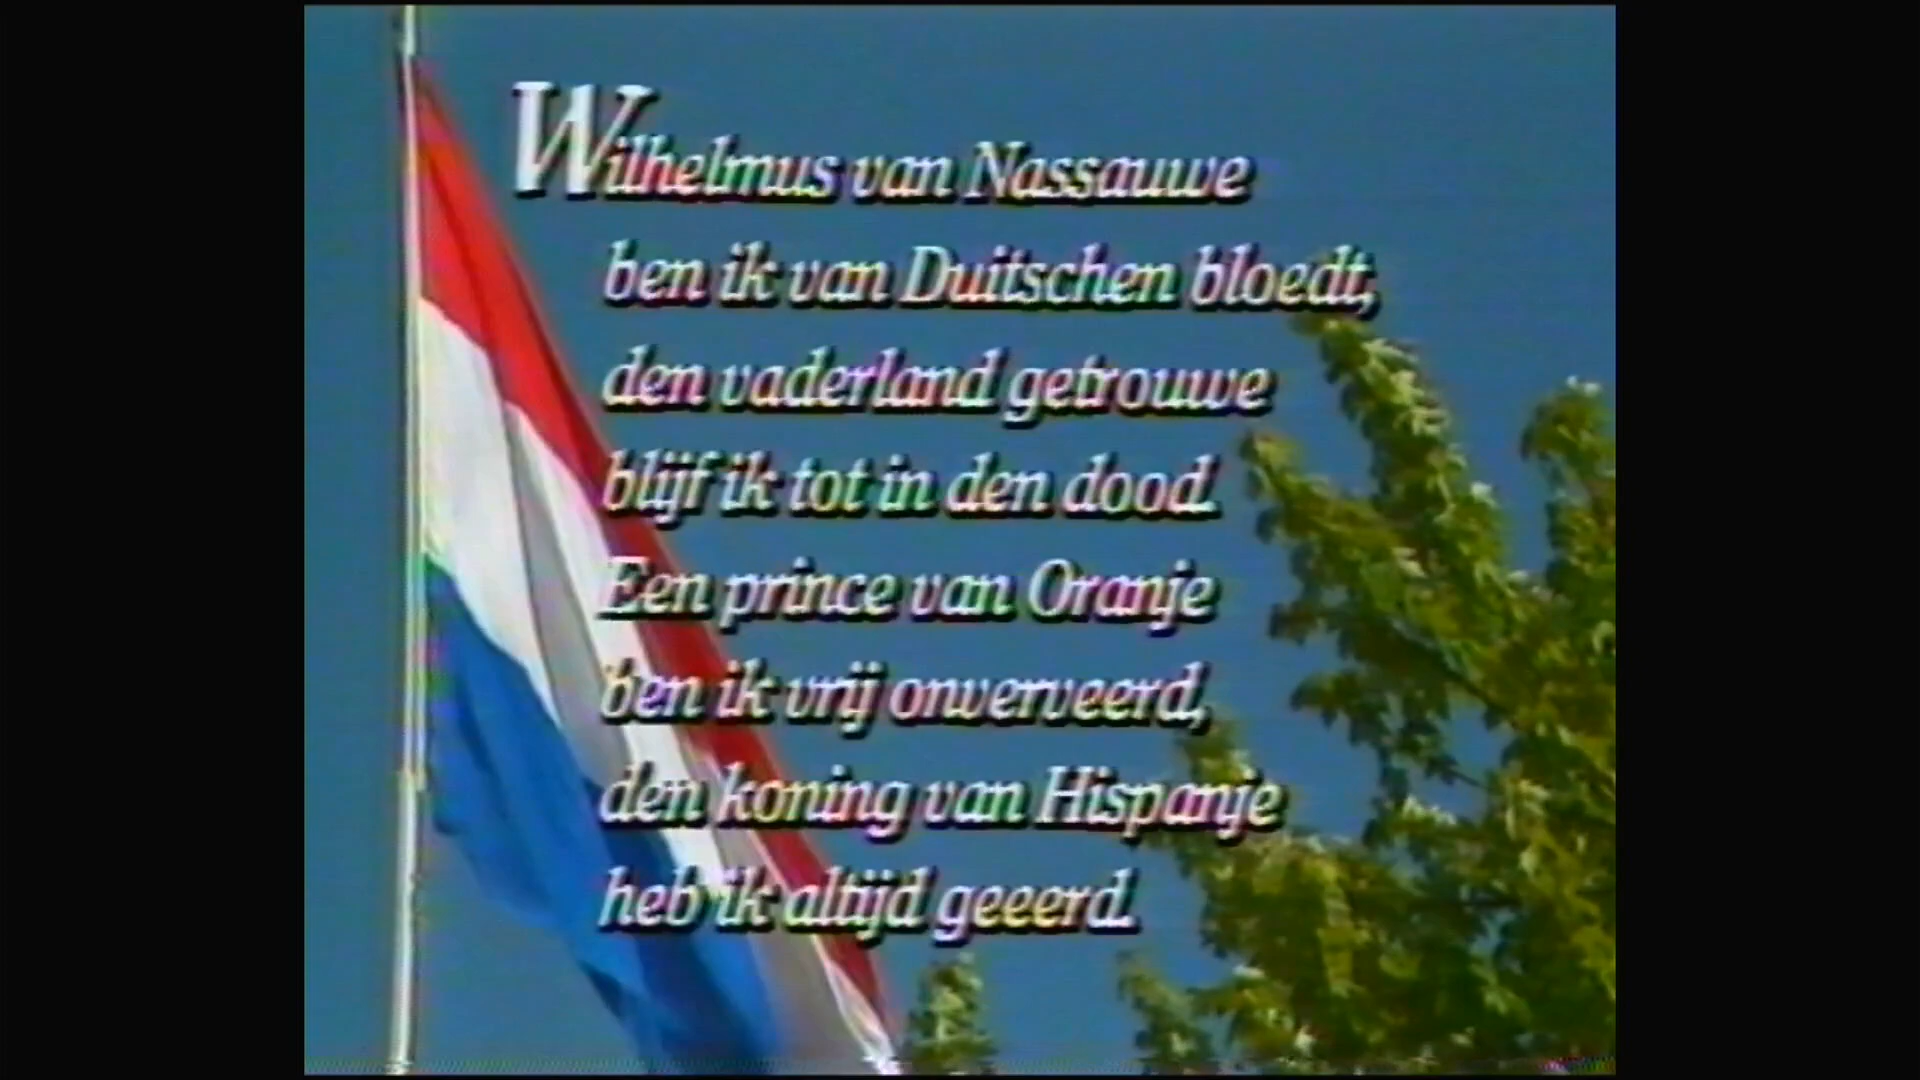 Wilhelmus van Nassauwe
ben ik van Duitschen bloedt,
den vaderland getrouwe
blijf ik tot in den dood.
Een prince van Oranje
ben ik vrij onverveerd,
den koning van Hispanje
heb ik altijd geeerd.